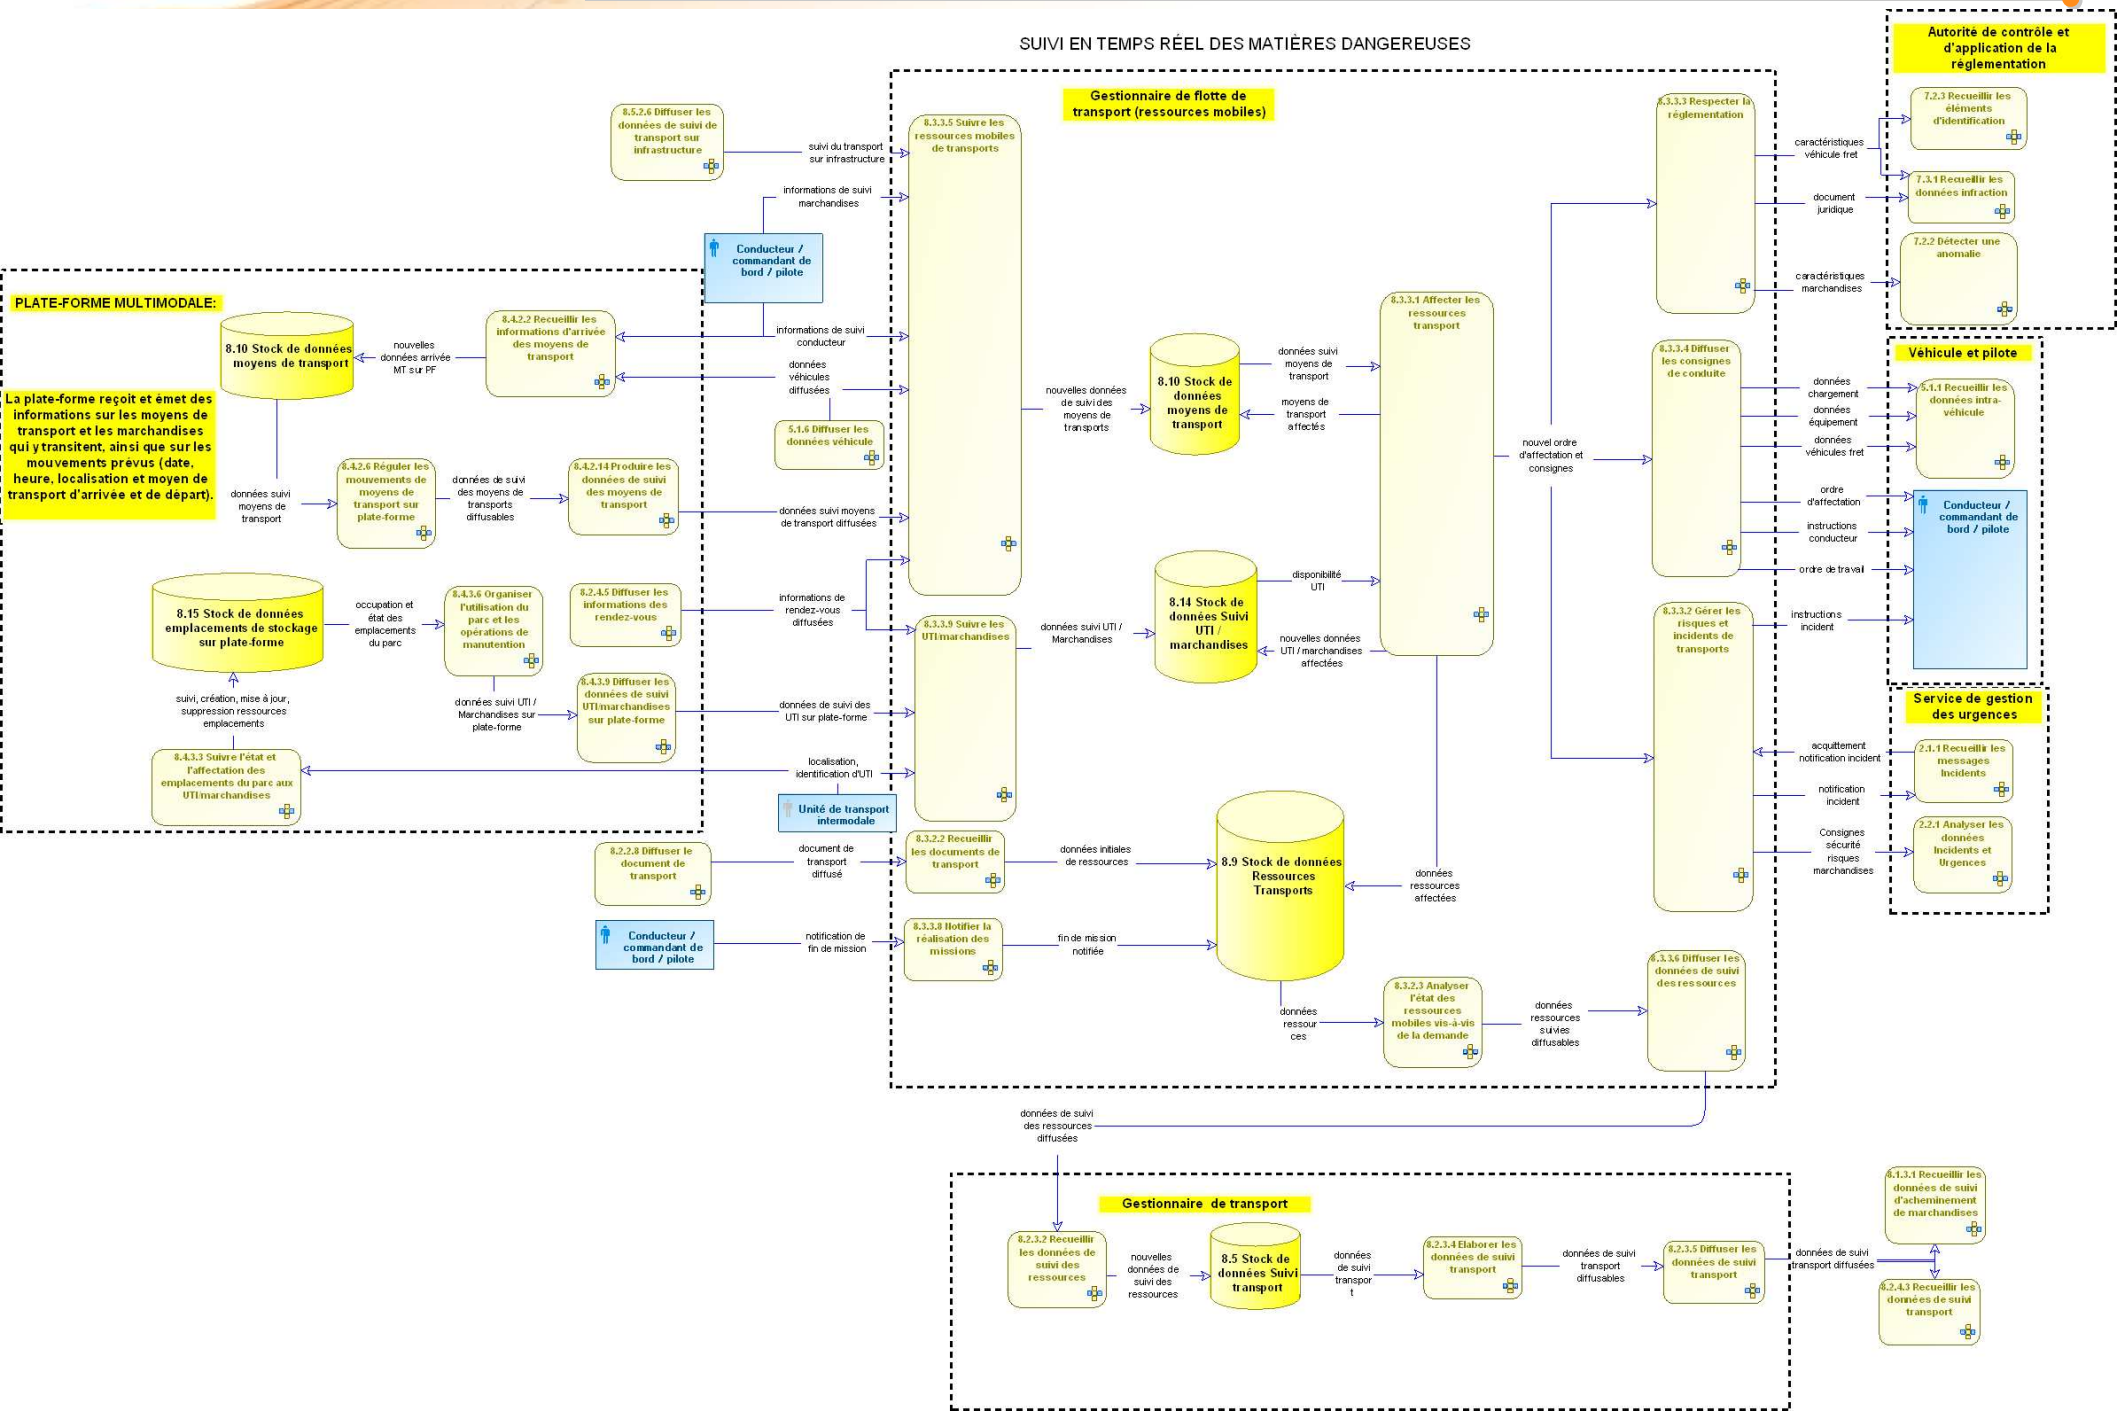 SUIVI EN TEMPS RÉEL DES MATIÈRES DANGEREUSES
Autorité de contrôle et
d'application de la
réglementation
7.2.3 Recueillir les
éléments
d'identification
7.3.1 Recueillir les
données infraction
7.2.2 Détecter une
anomalie
Gestionnaire de flotte de
transport (ressources mobiles)
8.5.2.6 Diffuser les
données de suivi de
transport sur
infrastructure
suivi du transport
sur infrastructure
informations de suivi
marchandises
Conducteur /
commandant de
bord / pilote
informations de suivi
conducteur
données
véhicules
diffusées
5.1.6 Diffuser les
données véhicule
8.3.3.5 Suivre les
ressources mobiles
de transports
8.3.3.3 Respecter la
réglementation
caractéristiques
véhicule fret
document
juridique
caractéristiques
marchandises
PLATE-FORME MULTIMODALE:
8.10 Stock de données
moyens de transport
nouvelles
données arrivée
MT sur PF
8.4.2.2 Recueillir les
informations d'arrivée
des moyens de
transport
La plate-forme reçoit et émet des
informations sur les moyens de
transport et les marchandises
qui y transitent, ainsi que sur les
mouvements prévus (date,
heure, localisation et moyen de
transport d'arrivée et de départ).
données suivi
moyens de
transport
8.4.2.6 Réguler les
mouvements de
moyens de
transport sur
plate-forme
données de suivi
des moyens de
transports
diffusables
8.4.2.14 Produire les
données de suivi
des moyens de
transport
données suivi moyens
de transport diffusées
8.15 Stock de données
emplacements de stockage
sur plate-forme
occupation et
état des
emplacements
du parc
8.4.3.6 Organiser
l'utilisation du
parc et les
opérations de
manutention
8.2.4.5 Diffuser les
informations des
rendez-vous
informations de
rendez-vous
diffusées
suivi, création, mise à jour,
suppression ressources
emplacements
données suivi UTI /
Marchandises sur
plate-forme
8.4.3.9 Diffuser les
données de suivi
UTI/marchandises
sur plate-forme
données de suivi des
UTI sur plate-forme
8.4.3.3 Suivre l'état et
l'affectation des
emplacements du parc aux
UTI/marchandises
localisation,
identification d'UTI
Unité de transport
intermodale
nouvelles données
de suivi des
moyens de
transports
8.10 Stock de
données
moyens de
transport
données suivi
moyens de
transport
moyens de
transport
affectés
8.3.3.1 Affecter les
ressources
transport
nouvel ordre
d'affectation et
consignes
8.3.3.9 Suivre les
UTI/marchandises
données suivi UTI /
Marchandises
8.14 Stock de
données Suivi
UTI /
marchandises
disponibilité
UTI
nouvelles données
UTI / marchandises
affectées
8.3.3.4 Diffuser
les consignes
de conduite
données
chargement
données
équipement
données
véhicules fret
ordre
d'affectation
instructions
conducteur
ordre de travail
Véhicule et pilote
5.1.1 Recueillir les
données intra-
véhicule
Conducteur /
commandant de
bord / pilote
8.3.3.2 Gérer les
risques et
incidents de
transports
instructions
incident
Service de gestion
des urgences
acquittement
notification incident
2.1.1 Recueillir les
messages
Incidents
notification
incident
Consignes
sécurité
risques
marchandises
2.2.1 Analyser les
données
Incidents et
Urgences
8.2.2.8 Diffuser le
document de
transport
document de
transport
diffusé
8.3.2.2 Recueillir
les documents de
transport
données initiales
de ressources
8.9 Stock de données
Ressources
Transports
données
ressources
affectées
Conducteur /
commandant de
bord / pilote
notification de
fin de mission
8.3.3.8 Notifier la
réalisation des
missions
fin de mission
notifiée
données
ressour
ces
8.3.2.3 Analyser
l'état des
ressources
mobiles vis-à-vis
de la demande
données
ressources
suivies
diffusables
8.3.3.6 Diffuser les
données de suivi
des ressources
données de suivi
des ressources
diffusées
Gestionnaire de transport
8.2.3.2 Recueillir
les données de
suivi des
ressources
nouvelles
données de
suivi des
ressources
8.5 Stock de
données Suivi
transport
données
de suivi
transpor
t
8.2.3.4 Elaborer les
données de suivi
transport
données de suivi
transport
diffusables
8.2.3.5 Diffuser les
données de suivi
transport
données de suivi
transport diffusées
8.1.3.1 Recueillir les
données de suivi
d'acheminement
de marchandises
8.2.4.3 Recueillir les
données de suivi
transport